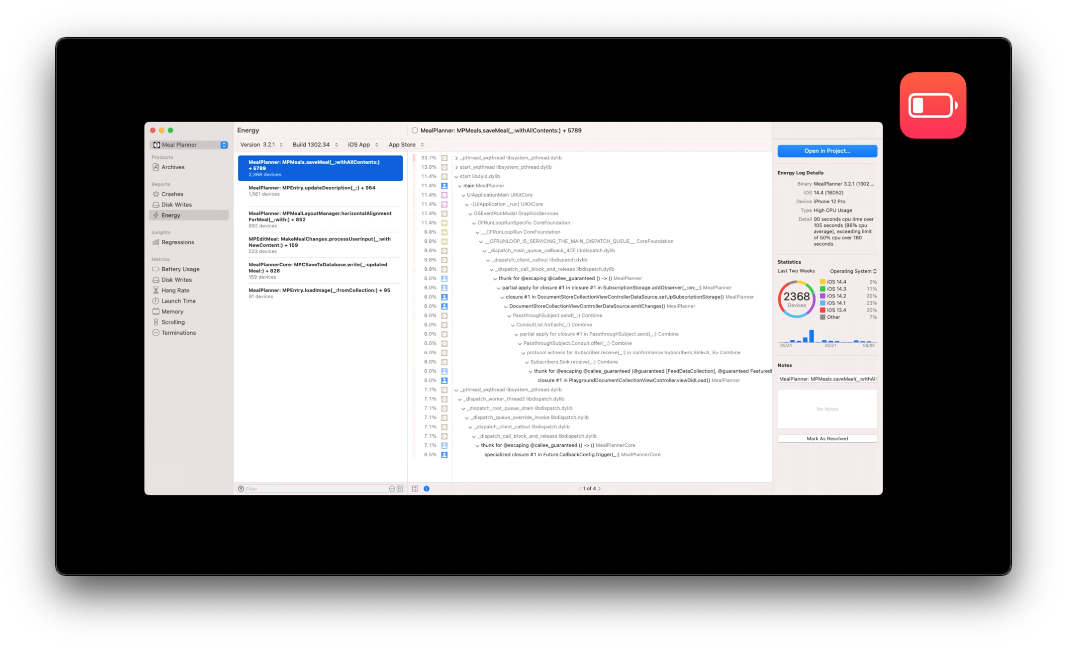 Meal Planner
Products
Archives
Reports
Crashes
Disk Writes
Energy
Insights
Regressions
Metrics
Battery Usage
Disk Writes
Hang Rate
Launch Time
Memory
Scrolling
Terminations
Energy
Version 3.2.1 Build 1302.34 iOS App App Store
MealPlanner: MPMeals.saveMeal(_:withAllContents:)
+ 5789
2,368 devices
MealPlanner: MPEntry.updateDescription(_:) + 964
1,561 devices
MealPlanner: MPMealLayoutManager.horizontalAlignment
ForMeal(_:with:) + 852
MPEditMeal: MakeMealChanges.processUserInput(_:with
NewContent:) + 159
523 devices
MealPlannerCore: MPCSaveToDatabase.write(_:updated
Meal:) + 826
159 devices
MealPlanner: MPEntry.loadImage(_:fromCollection:) + 95
91 devices
Filter
MealPlanner: MPMeals.saveMeal(_:withAllContents:) + 5789
33.7% _pthread_wqthread libsystem_pthread.dylib
13.0% start_wqthread libsystem_pthread.dylib
11.4% start libdyld.dylib
11.4% main MealPlanner
11.4% UIApplicationMain UIKitCore
11.4% -[UIApplication _run] UIKitCore
11.4% GSEventRunModal GraphicsServices
11.4% CFRunLoopRunSpecific CoreFoundation
9.8% __CFRunLoopRun CoreFoundation
9.8% __CFRUNLOOP_IS_SERVICING_THE_MAIN_DISPATCH_QUEUE__ CoreFoundation
9.8% _dispatch_main_queue_callback_4CF libdispatch.dylib
9.8% _dispatch_client_callout libdispatch.dylib
9.8% _dispatch_call_block_and_release libdispatch.dylib
6.0% thunk for @escaping @callee_guaranteed () -> () MealPlanner
6.0% partial apply for closure #1 in closure #1 in SubscriptionStorage.addObserver(_:on:_:) MealPlanner
6.0% closure #1 in DocumentStoreCollectionViewControllerDataSource.setUpSubscriptionStorage() MealPlanner
6.0% DocumentStoreCollectionViewControllerDataSource.emitChanges() MealPlanner
6.0% PassthroughSubject.send(_:) Combine
6.0% ConduitList.forEach(_:) Combine
6.0% partial apply for closure #1 in PassthroughSubject.send(_:) Combine
6.0% PassthroughSubject.Conduit.offer(_:) Combine
6.0% protocol witness for Subscriber.receive(_:) in conformance Subscribers.Sink<A, B> Combine
6.0% Subscribers.Sink.receive(_:) Combine
6.0% thunk for @escaping @callee_guaranteed (@guaranteed [FeedDataCollection], @guaranteed Featured
6.0% closure #1 in PlaygroundDocumentCollectionViewController.viewDidLoad() MealPlanner
7.1% _pthread_wqthread libsystem_pthread.dylib
7.1% _dispatch_worker_thread2 libdispatch.dylib
7.1% _dispatch_root_queue_drain libdispatch.dylib
7.1% _dispatch_queue_override_invoke libdispatch.dylib
7.1% _dispatch_client_callout libdispatch.dylib
7.1% _dispatch_call_block_and_release libdispatch.dylib
7.1% thunk for @escaping @callee_guaranteed () -> () MealPlannerCore
6.5% specialized closure #1 in Future.CallbackConfig.trigger(_:) MealPlannerCore
1 of 4
Open in Project...
Energy Log Details
Binary MealPlanner 3.2.1 (1302...
iOS 14.4 (18D52)
Device iPhone 12 Pro
Type High CPU Usage
Detail 90 seconds cpu time over
105 seconds (86% cpu
average), exceeding limit
of 50% cpu over 180
seconds
Statistics
Last Two Weeks Operating System
2368
Devices
iOS 14.4 5%
iOS 14.3 11%
iOS 14.2 20%
iOS 14.1 23%
iOS 13.4 30%
Other 7%
Notes
MealPlanner: MPMeals.saveMeal(_:withAll
No Notes
Mark As Resolved